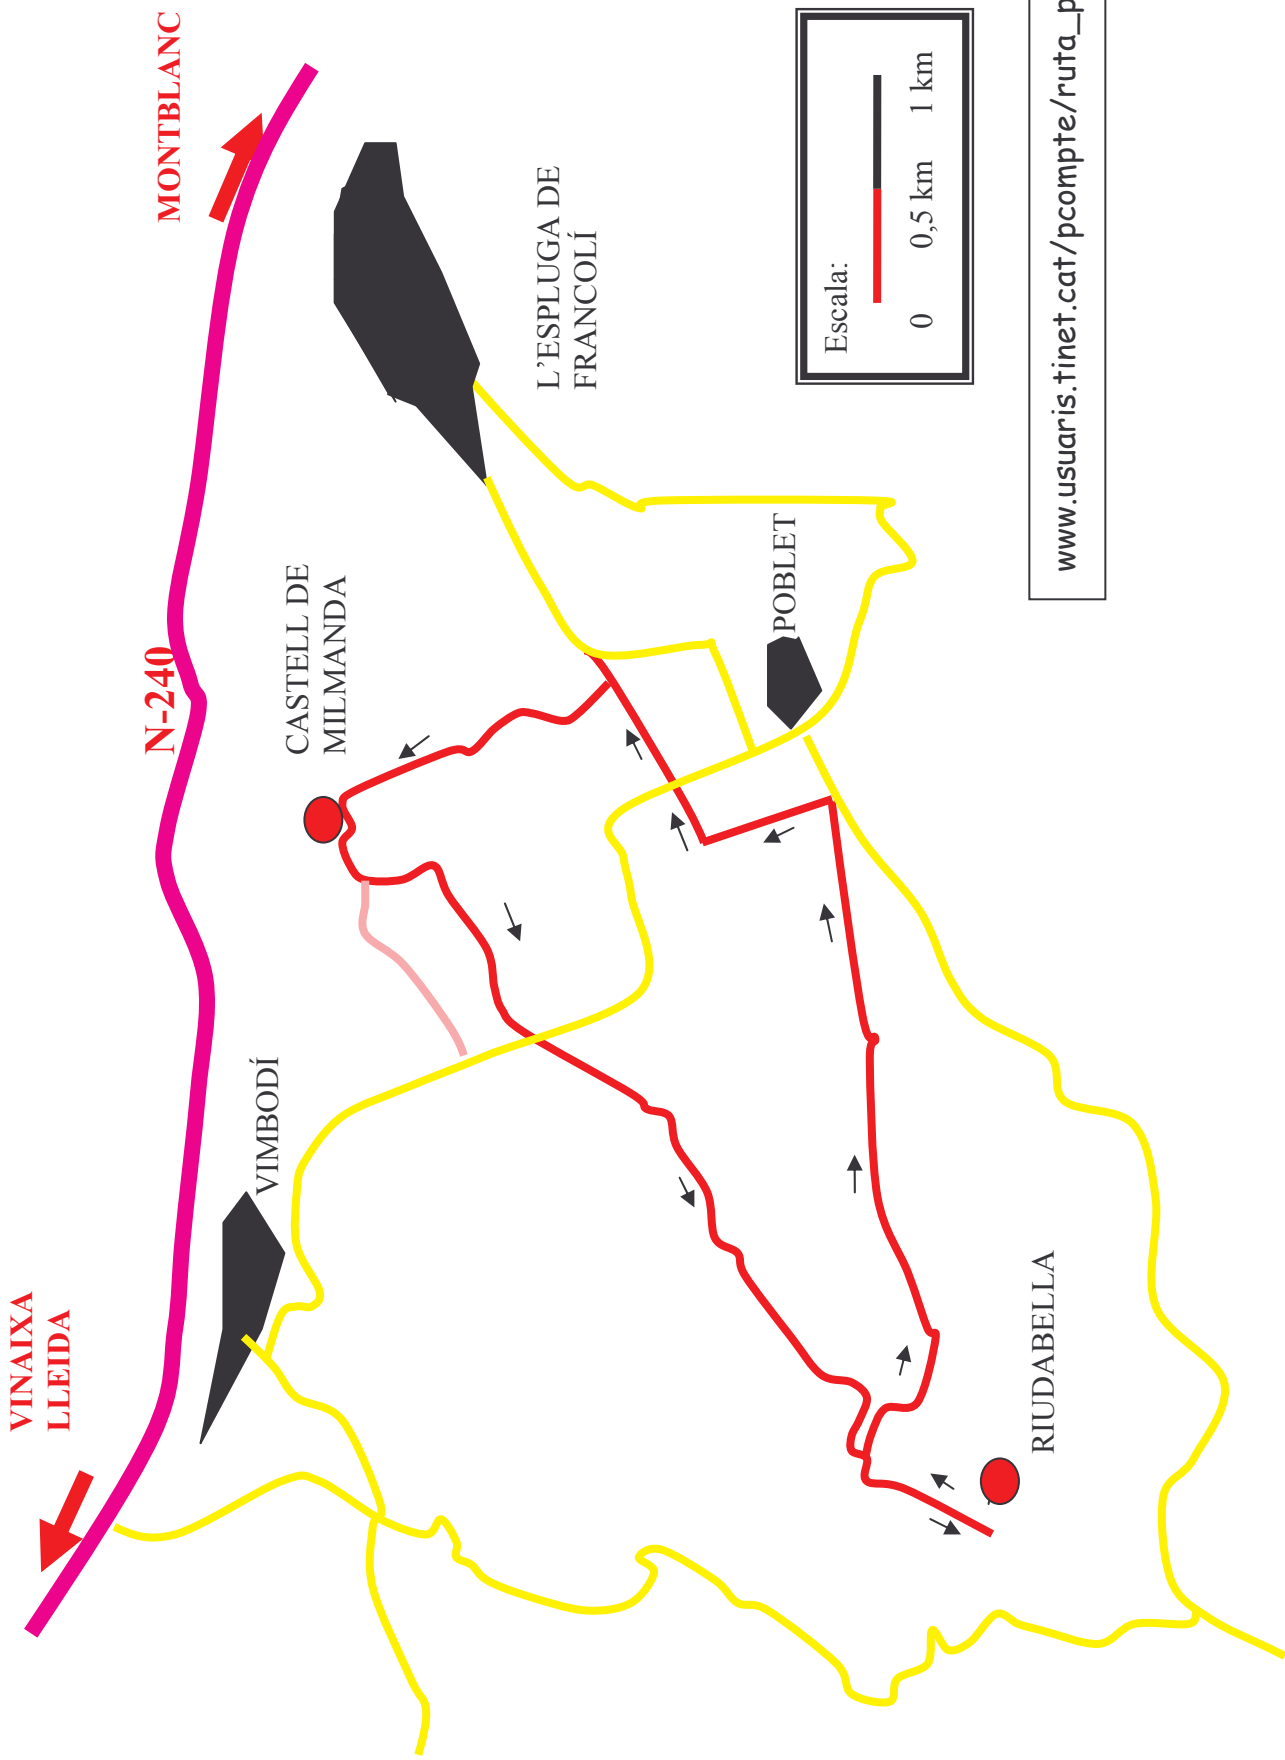 VINAIXA
LLEIDA
N-240
MONTBLANC
VIMBODÍ
CASTELL DE
MILMANDA
L'ESPLUGA DE
FRANCOLÍ
POBLET
RIUDABELLA
Escala:
0 0,5 km 1 km
www.usuaris.tinet.cat/pcompte/ruta_p